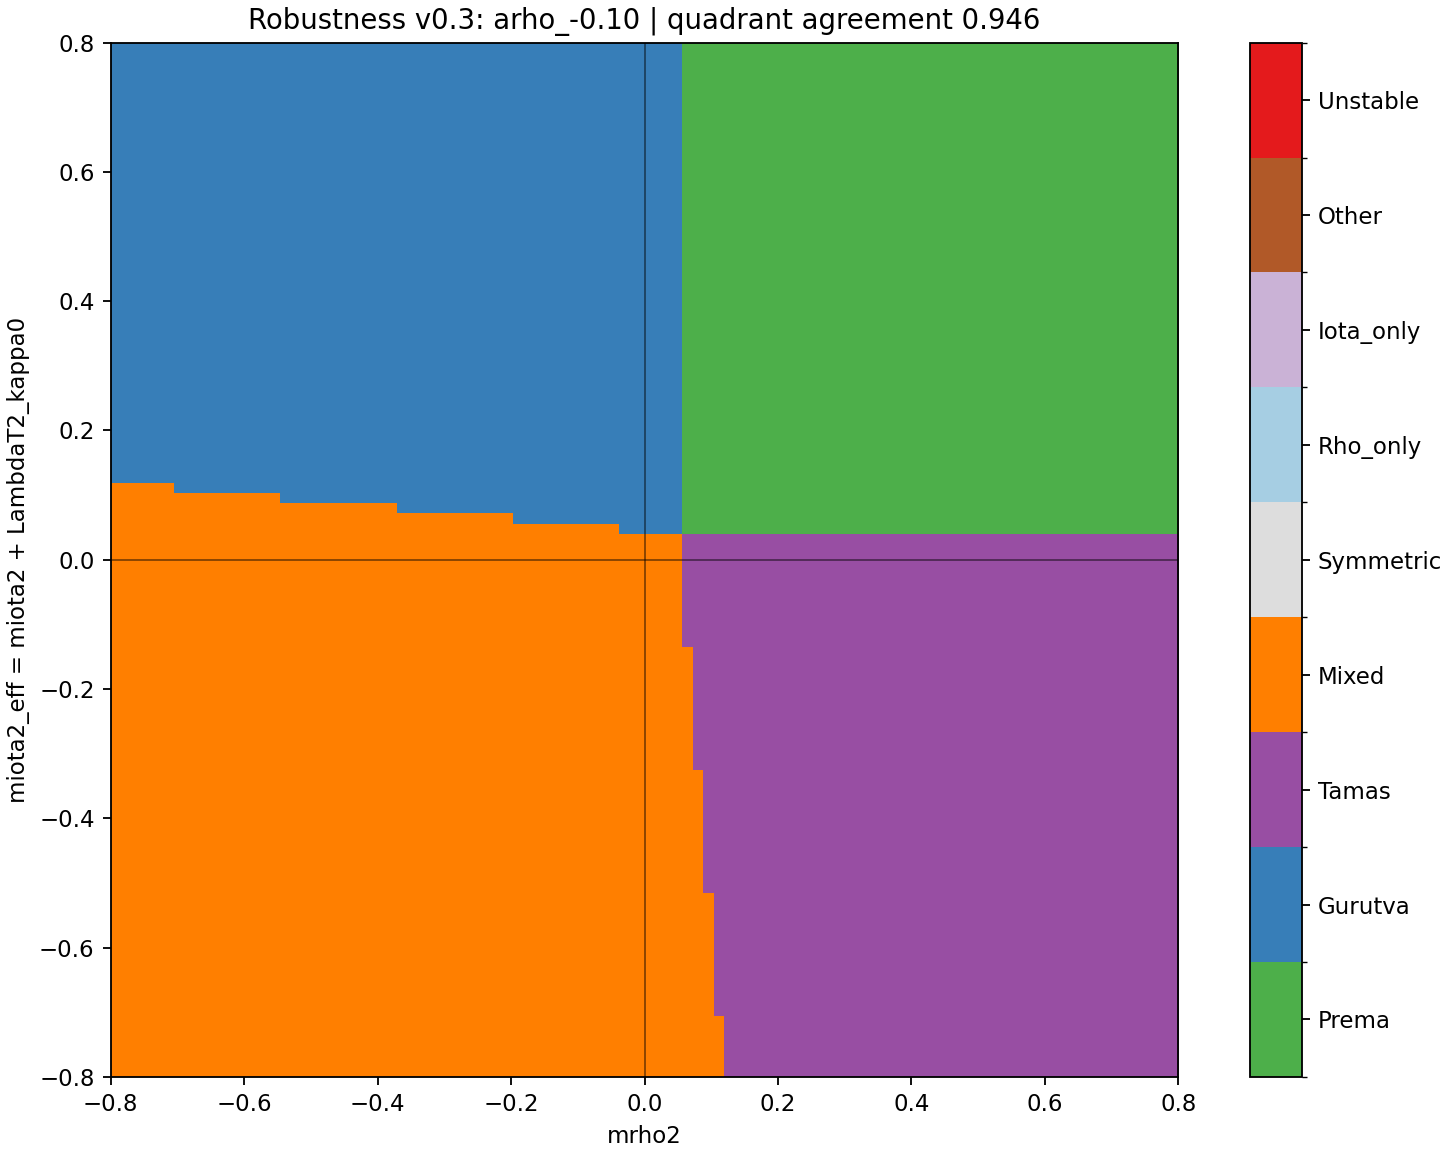 Robustness v0.3: arho_-0.10 | quadrant agreement 0.946
0.8
0.6
0.4
0.2
0.0
−0.2
−0.4
−0.6
−0.8
miota2_eff = miota2 + LambdaT2_kappa0
−0.8
−0.6
−0.4
−0.2
0.0
0.2
0.4
0.6
0.8
mrho2
Unstable
Other
Iota_only
Rho_only
Symmetric
Mixed
Tamas
Gurutva
Prema